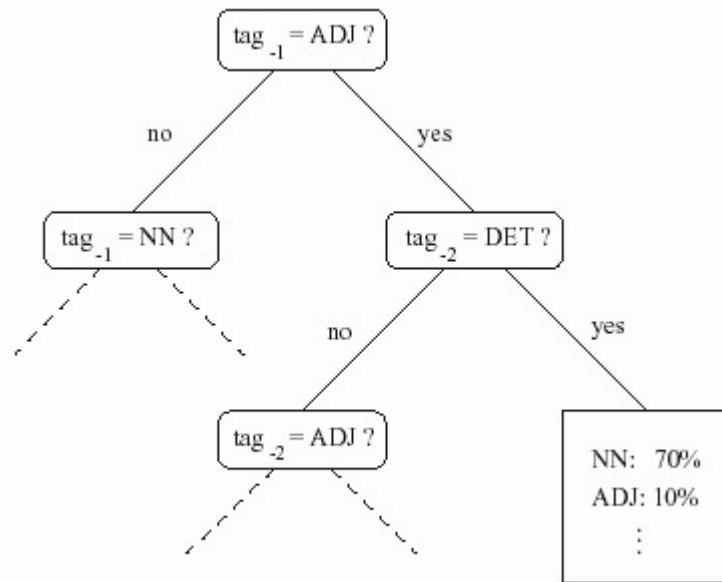 tag -1 = ADJ ?
no
yes
tag -1 = NN ?
tag -2 = DET ?
no
yes
tag -2 = ADJ ?
NN: 70%
ADJ: 10%
⋮